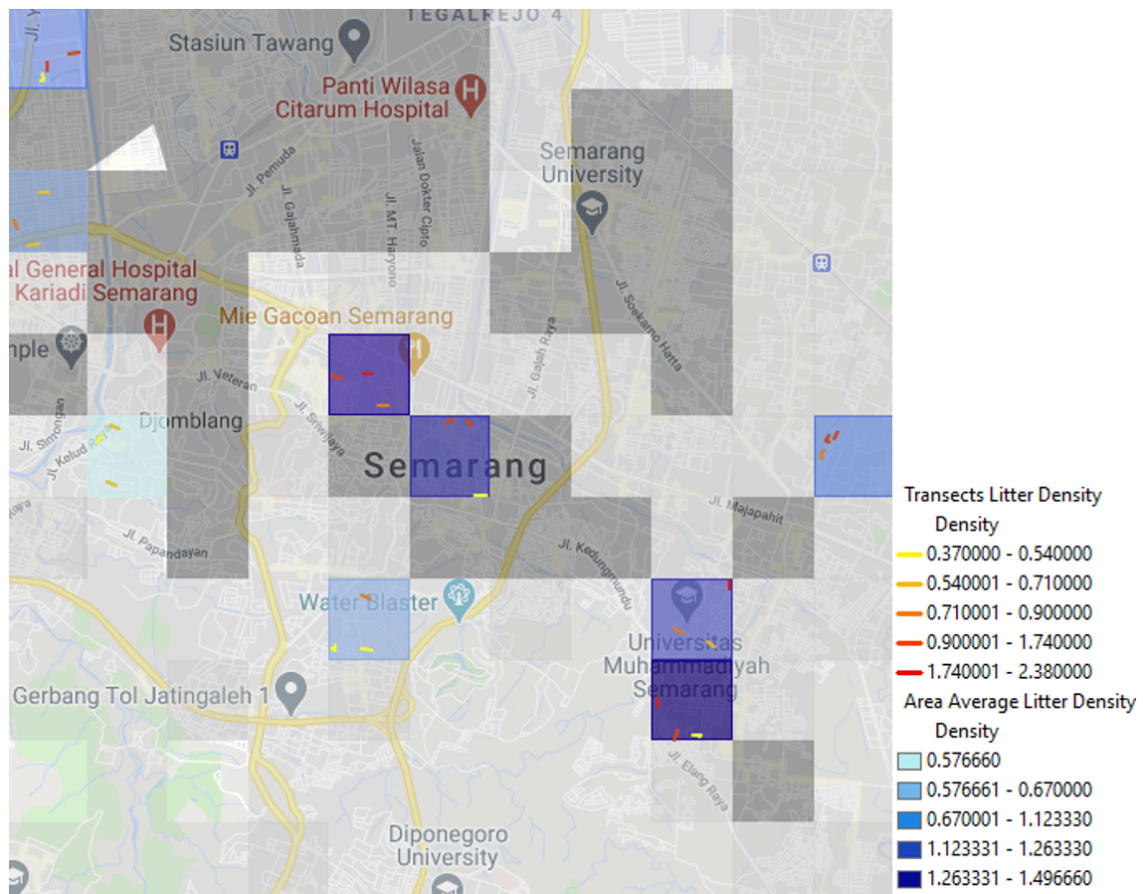 TEGALREJO 4
Jl. Y
Stasiun Tawang
Panti Wilasa
Citarum Hospital
Semarang
University
Jl. Pemuda
Jl. Gajahmada
Jalan Dokter Cipto
Jl. MT. Haryono
al General Hospital
Kariadi Semarang
Mie Gacoan Semarang
Jl. Soekarno Hatta
Jl. Gajah Raya
mple
Jl. Veteran
Jl. Sriwijaya
Djomblang
Jl. Simongan
Jl. Kelud Raya
Semarang
Jl. Majapahit
Jl. Papandayan
Jl. Kedungmundu
Water Blaster
Universitas
Muhammadiyah
Semarang
Gerbang Tol Jatingaleh 1
Jl. Elang Raya
Diponegoro
University
Transects Litter Density
Density
0.370000 - 0.540000
0.540001 - 0.710000
0.710001 - 0.900000
0.900001 - 1.740000
1.740001 - 2.380000
Area Average Litter Density
Density
0.576660
0.576661 - 0.670000
0.670001 - 1.123330
1.123331 - 1.263330
1.263331 - 1.496660